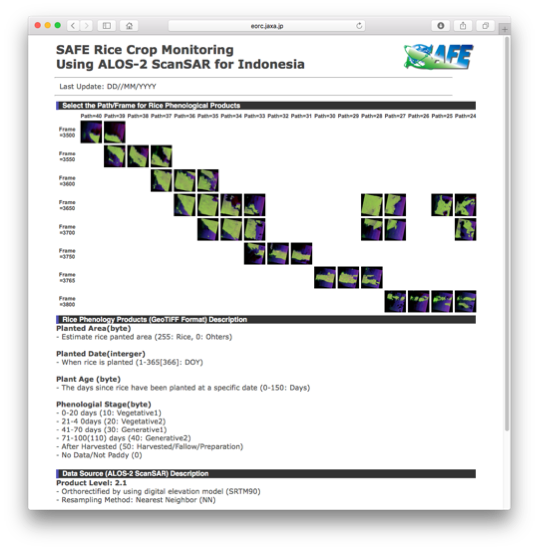 eorc.jaxa.jp
SAFE Rice Crop Monitoring
Using ALOS-2 ScanSAR for Indonesia
SAFE
Last Update: DD//MM/YYYY
Select the Path/Frame for Rice Phenological Products
Path=40 Path=39 Path=38 Path=37 Path=36 Path=35 Path=34 Path=33 Path=32 Path=31 Path=30 Path=29 Path=28 Path=27 Path=26 Path=25 Path=24
Frame
=3500
Frame
=3550
Frame
=3600
Frame
=3650
Frame
=3700
Frame
=3750
Frame
=3765
Frame
=3800
Rice Phenology Products (GeoTIFF Format) Description
Planted Area(byte)
- Estimate rice panted area (255: Rice, 0: Ohters)
Planted Date(interger)
- When rice is planted (1-365[366]: DOY)
Plant Age (byte)
- The days since rice have been planted at a specific date (0-150: Days)
Phenologial Stage(byte)
- 0-20 days (10: Vegetative1)
- 21-4 0days (20: Vegetative2)
- 41-70 days (30: Generative1)
- 71-100(110) days (40: Generative2)
- After Harvested (50: Harvested/Fallow/Preparation)
- No Data/Not Paddy (0)
Data Source (ALOS-2 ScanSAR) Description
Product Level: 2.1
- Orthorectified by using digital elevation model (SRTM90)
- Resampling Method: Nearest Neighbor (NN)